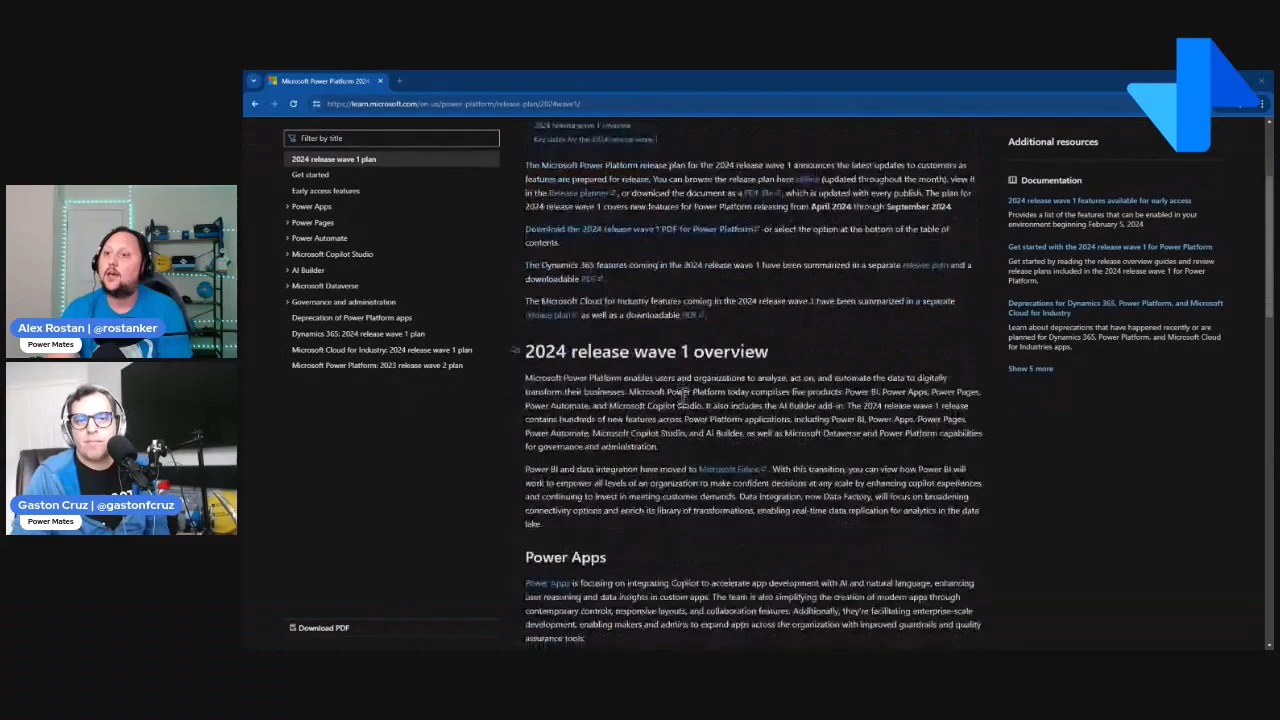 Microsoft Power Platform 2024
https://learn.microsoft.com/en-us/power-platform/release-plan/2024wave1/
Filter by title
2024 release wave 1 plan
Get started
Early access features
Power Apps
Power Pages
Power Automate
Microsoft Copilot Studio
AI Builder
Microsoft Dataverse
Governance and administration
Deprecation of Power Platform apps
Dynamics 365: 2024 release wave 1 plan
Microsoft Cloud for Industry: 2024 release wave 1 plan
Microsoft Power Platform: 2023 release wave 2 plan
Download PDF
2024 release wave 1 overview
Key dates for the 2024 release wave 1
The Microsoft Power Platform release plan for the 2024 release wave 1 announces the latest updates to customers as
features are prepared for release. You can browse the release plan here online (updated throughout the month), view it
in the Release planner, or download the document as a PDF file, which is updated with every publish. The plan for
2024 release wave 1 covers new features for Power Platform releasing from April 2024 through September 2024.
Download the 2024 release wave 1 PDF for Power Platform or select the option at the bottom of the table of
contents.
The Dynamics 365 features coming in the 2024 release wave 1 have been summarized in a separate release plan and a
downloadable PDF.
The Microsoft Cloud for Industry features coming in the 2024 release wave 1 have been summarized in a separate
release plan as well as a downloadable PDF.
2024 release wave 1 overview
Microsoft Power Platform enables users and organizations to analyze, act on, and automate the data to digitally
transform their businesses. Microsoft Power Platform today comprises five products: Power BI, Power Apps, Power Pages,
Power Automate, and Microsoft Copilot Studio. It also includes the AI Builder add-in. The 2024 release wave 1 release
contains hundreds of new features across Power Platform applications, including Power BI, Power Apps, Power Pages,
Power Automate, Microsoft Copilot Studio, and AI Builder, as well as Microsoft Dataverse and Power Platform capabilities
for governance and administration.
Power BI and data integration have moved to Microsoft Fabric. With this transition, you can view how Power BI will
work to empower all levels of an organization to make confident decisions at any scale by enhancing copilot experiences
and continuing to invest in meeting customer demands. Data Integration, now Data Factory, will focus on broadening
connectivity options and enrich its library of transformations, enabling real-time data replication for analytics in the data
lake.
Power Apps
Power Apps is focusing on integrating Copilot to accelerate app development with AI and natural language, enhancing
user reasoning and data insights in custom apps. The team is also simplifying the creation of modern apps through
contemporary controls, responsive layouts, and collaboration features. Additionally, they're facilitating enterprise-scale
development, enabling makers and admins to expand apps across the organization with improved guardrails and quality
assurance tools.
Additional resources
Documentation
2024 release wave 1 features available for early access
Provides a list of the features that can be enabled in your
environment beginning February 5, 2024
Get started with the 2024 release wave 1 for Power Platform
Get started by reading the release overview guides and review
release plans included in the 2024 release wave 1 for Power
Platform.
Deprecations for Dynamics 365, Power Platform, and Microsoft
Cloud for Industry
Learn about deprecations that have happened recently or are
planned for Dynamics 365, Power Platform, and Microsoft Cloud
for Industries apps.
Show 5 more
Alex Rostan | @rostanker
Power Mates
Gaston Cruz | @gastonfcruz
Power Mates